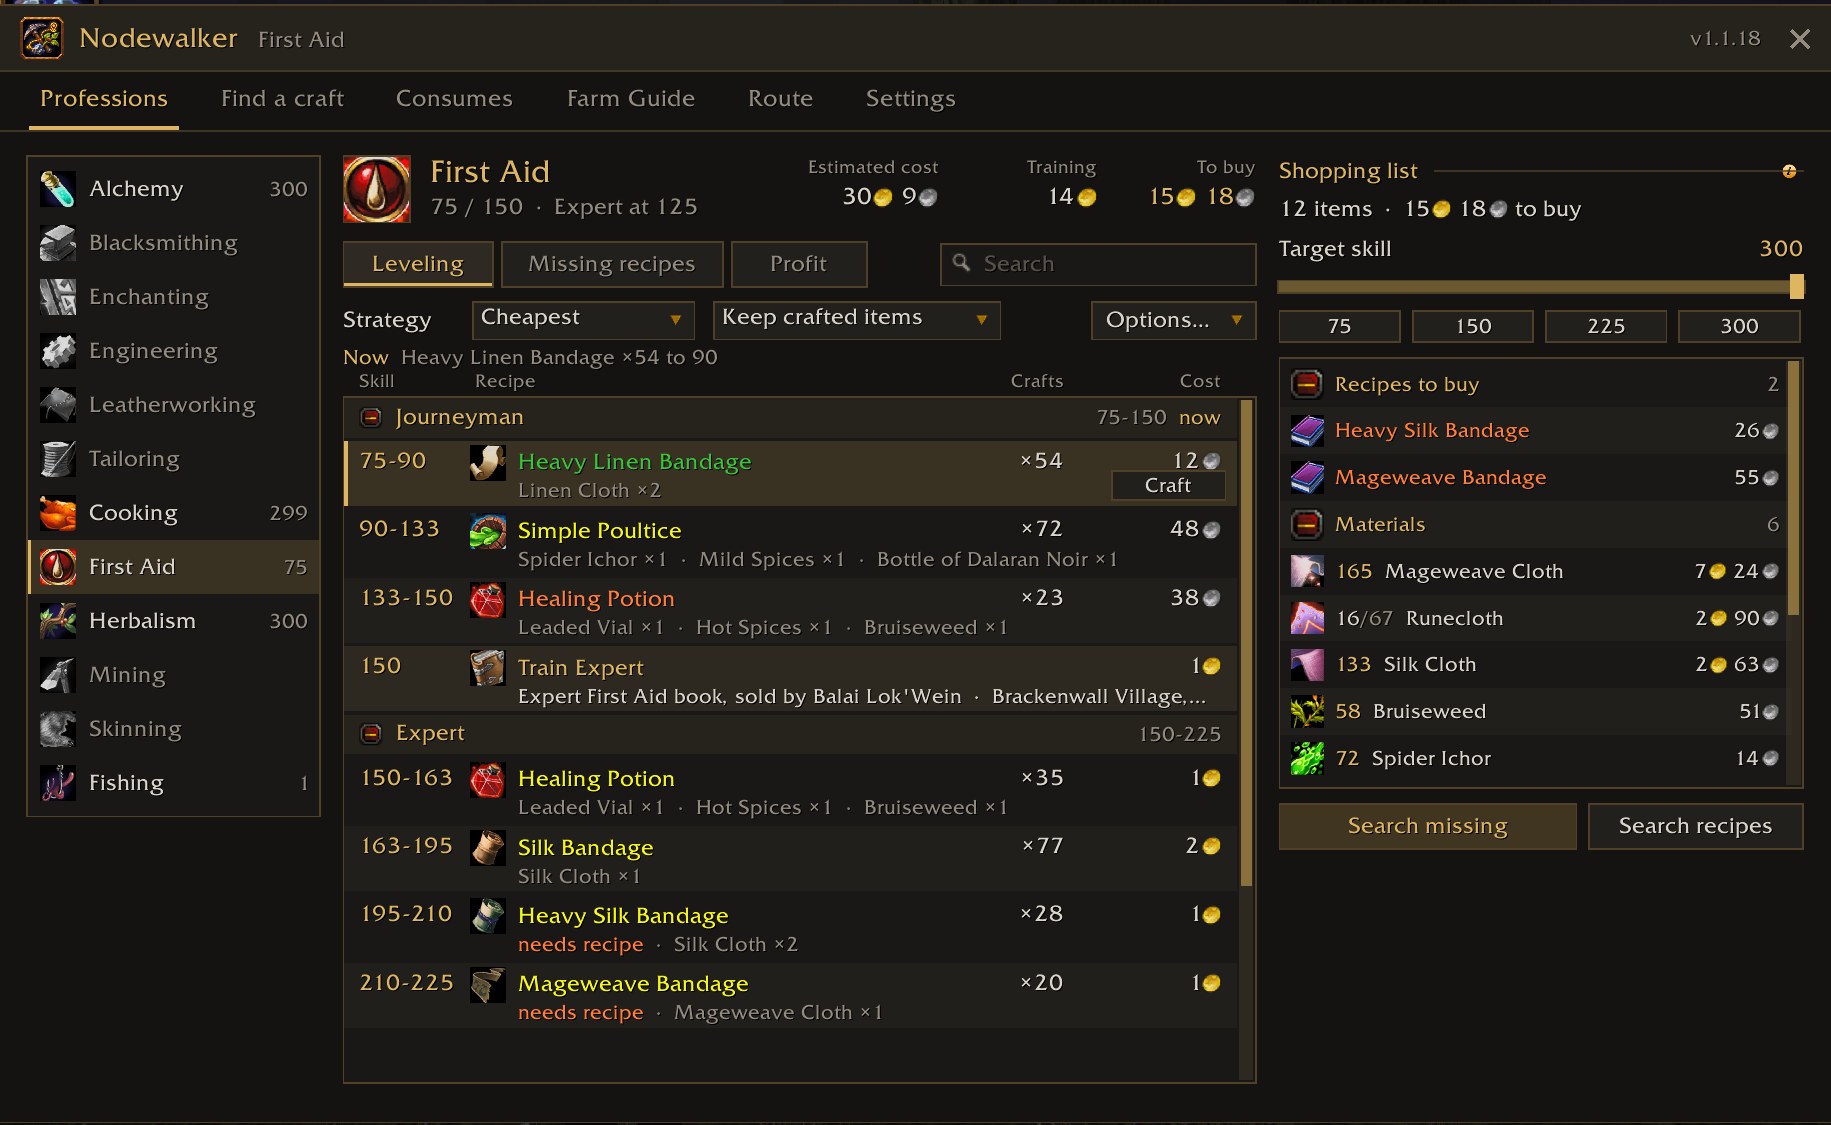 Nodewalker First Aid v1.1.18
Professions Find a craft Consumes Farm Guide Route Settings
Alchemy 300
Blacksmithing
Enchanting
Engineering
Leatherworking
Tailoring
Cooking 299
First Aid 75
Herbalism 300
Mining
Skinning
Fishing 1
First Aid
75 / 150 · Expert at 125
Estimated cost
30 9
Training
14
To buy
15 18
Leveling Missing recipes Profit Search
Strategy Cheapest Keep crafted items Options...
Now Heavy Linen Bandage ×54 to 90
Skill Recipe Crafts Cost
Journeyman 75-150 now
75-90 Heavy Linen Bandage ×54 12
Linen Cloth ×2 Craft
90-133 Simple Poultice ×72 48
Spider Ichor ×1 · Mild Spices ×1 · Bottle of Dalaran Noir ×1
133-150 Healing Potion ×23 38
Leaded Vial ×1 · Hot Spices ×1 · Bruiseweed ×1
150 Train Expert 1
Expert First Aid book, sold by Balai Lok'Wein · Brackenwall Village,...
Expert 150-225
150-163 Healing Potion ×35 1
Leaded Vial ×1 · Hot Spices ×1 · Bruiseweed ×1
163-195 Silk Bandage ×77 2
Silk Cloth ×1
195-210 Heavy Silk Bandage ×28 1
needs recipe · Silk Cloth ×2
210-225 Mageweave Bandage ×20 1
needs recipe · Mageweave Cloth ×1
Shopping list
12 items · 15 18 to buy
Target skill 300
75 150 225 300
Recipes to buy 2
Heavy Silk Bandage 26
Mageweave Bandage 55
Materials 6
165 Mageweave Cloth 7 24
16/67 Runecloth 2 90
133 Silk Cloth 2 63
58 Bruiseweed 51
72 Spider Ichor 14
Search missing Search recipes